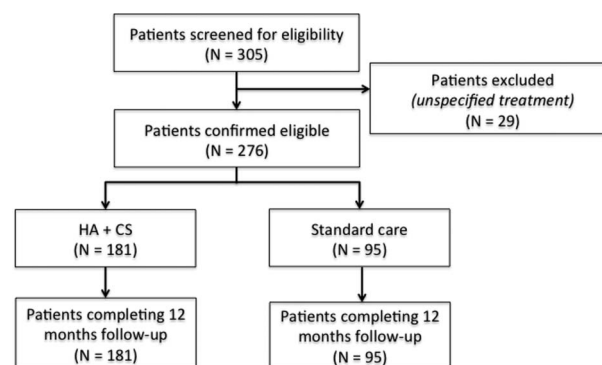 Patients screened for eligibility
(N = 305)
Patients excluded
(unspecified treatment)
(N = 29)
Patients confirmed eligible
(N = 276)
HA + CS
(N = 181)
Standard care
(N = 95)
Patients completing 12
months follow-up
(N = 181)
Patients completing 12
months follow-up
(N = 95)